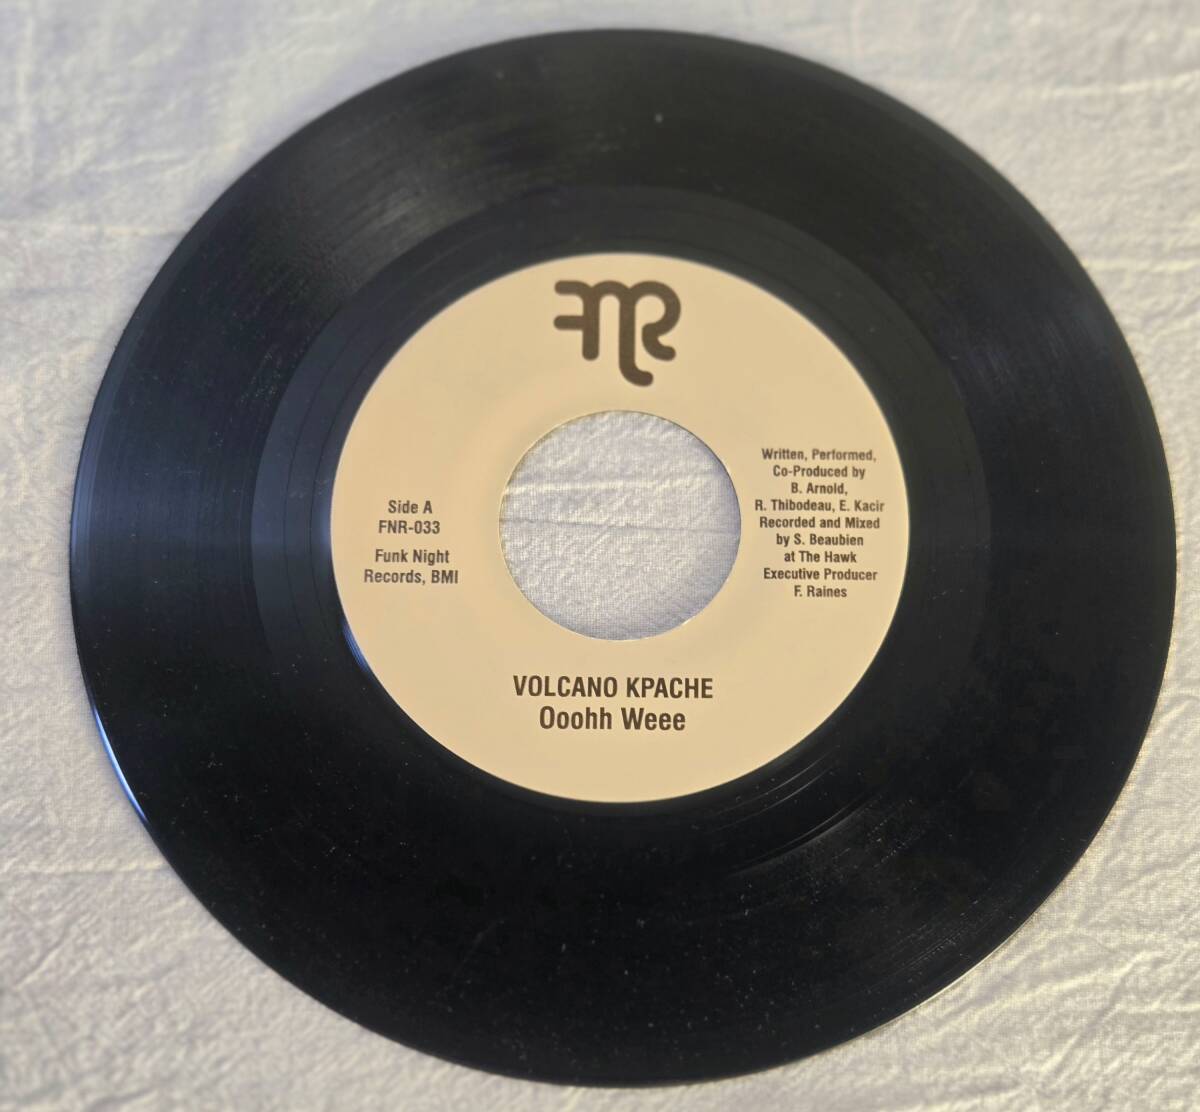 FNR
Side A
FNR-033
Funk Night
Records, BMI
Written, Performed,
Co-Produced by
B. Arnold,
R. Thibodeau, E. Kacir
Recorded and Mixed
by S. Beaubien
at The Hawk
Executive Producer
F. Raines
VOLCANO KPACHE
Ooohh Weee